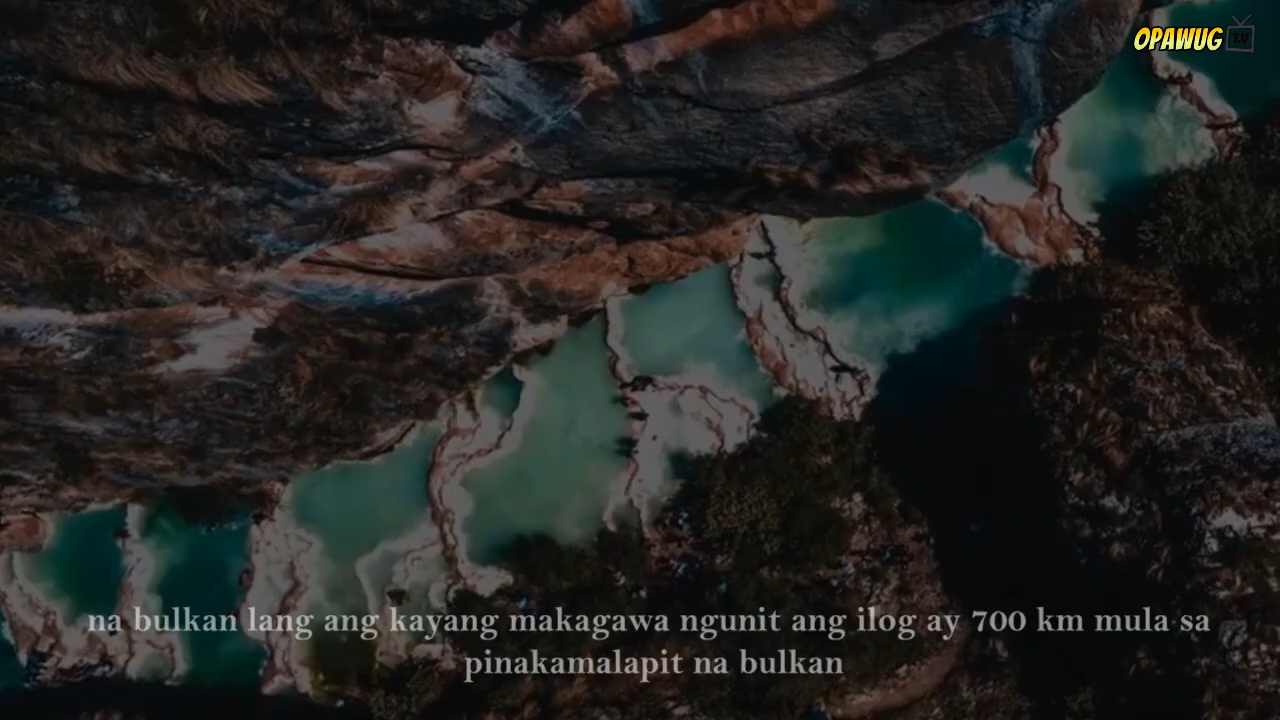 OPAWUG T.V
na bulkan lang ang kayang makagawa ngunit ang ilog ay 700 km mula sa
pinakamalapit na bulkan